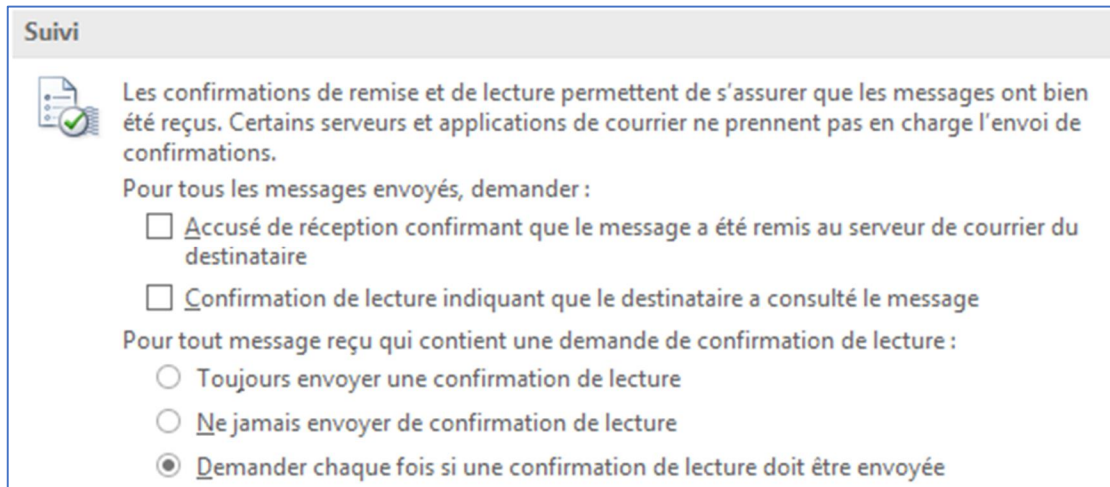 Suivi
Les confirmations de remise et de lecture permettent de s'assurer que les messages ont bien
été reçus. Certains serveurs et applications de courrier ne prennent pas en charge l'envoi de
confirmations.
Pour tous les messages envoyés, demander :
Accusé de réception confirmant que le message a été remis au serveur de courrier du
destinataire
Confirmation de lecture indiquant que le destinataire a consulté le message
Pour tout message reçu qui contient une demande de confirmation de lecture :
Toujours envoyer une confirmation de lecture
Ne jamais envoyer de confirmation de lecture
Demander chaque fois si une confirmation de lecture doit être envoyée